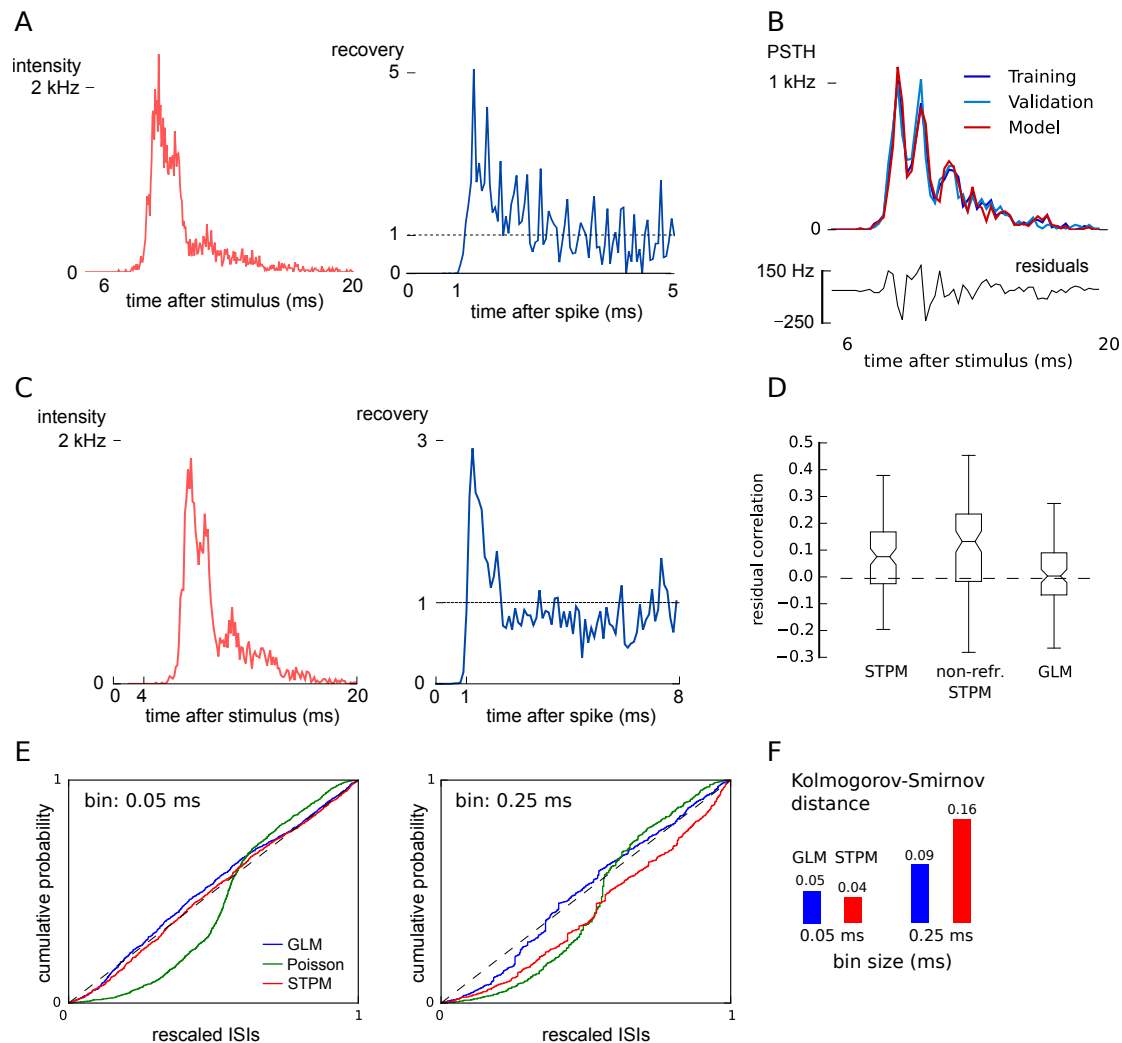 A
intensity
2 kHz
0
6
20
time after stimulus (ms)
recovery
5
1
0
0
1
5
time after spike (ms)
B
PSTH
1 kHz
Training
Validation
Model
0
150 Hz
residuals
−250
6
20
time after stimulus (ms)
C
intensity
2 kHz
0
0
4
20
time after stimulus (ms)
recovery
3
1
0
0
1
8
time after spike (ms)
D
residual correlation
0.5
0.4
0.3
0.2
0.1
0.0
−0.1
−0.2
−0.3
STPM
non-refr.
STPM
GLM
E
cumulative probability
1
bin: 0.05 ms
GLM
Poisson
STPM
0
0
1
rescaled ISIs
cumulative probability
1
bin: 0.25 ms
0
0
1
rescaled ISIs
F
Kolmogorov-Smirnov
distance
0.16
GLM STPM
0.09
0.05
0.04
0.05 ms
0.25 ms
bin size (ms)